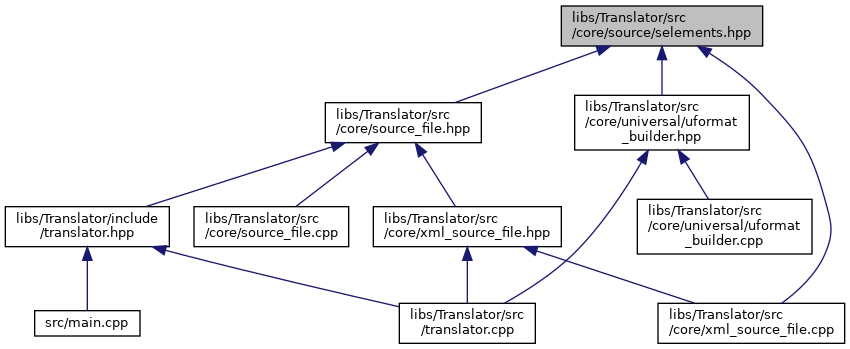 libs/Translator/src
/core/source/selements.hpp
libs/Translator/src
/core/source_file.hpp
libs/Translator/src
/core/universal/uformat
_builder.hpp
libs/Translator/include
/translator.hpp
libs/Translator/src
/core/source_file.cpp
libs/Translator/src
/core/xml_source_file.hpp
libs/Translator/src
/core/universal/uformat
_builder.cpp
src/main.cpp
libs/Translator/src
/translator.cpp
libs/Translator/src
/core/xml_source_file.cpp